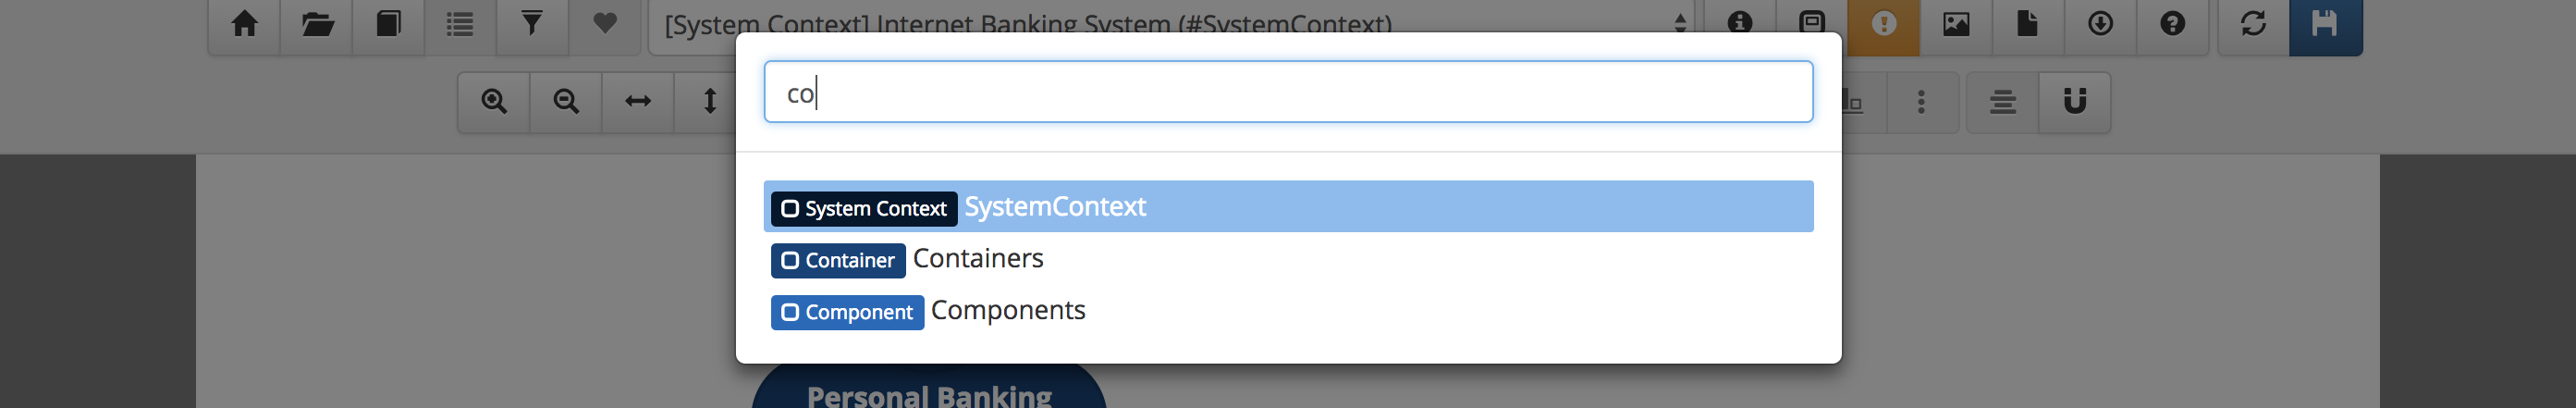 [System Context] Internet Banking System (#SystemContext)
co
System Context SystemContext
Container Containers
Component Components
Personal Banking